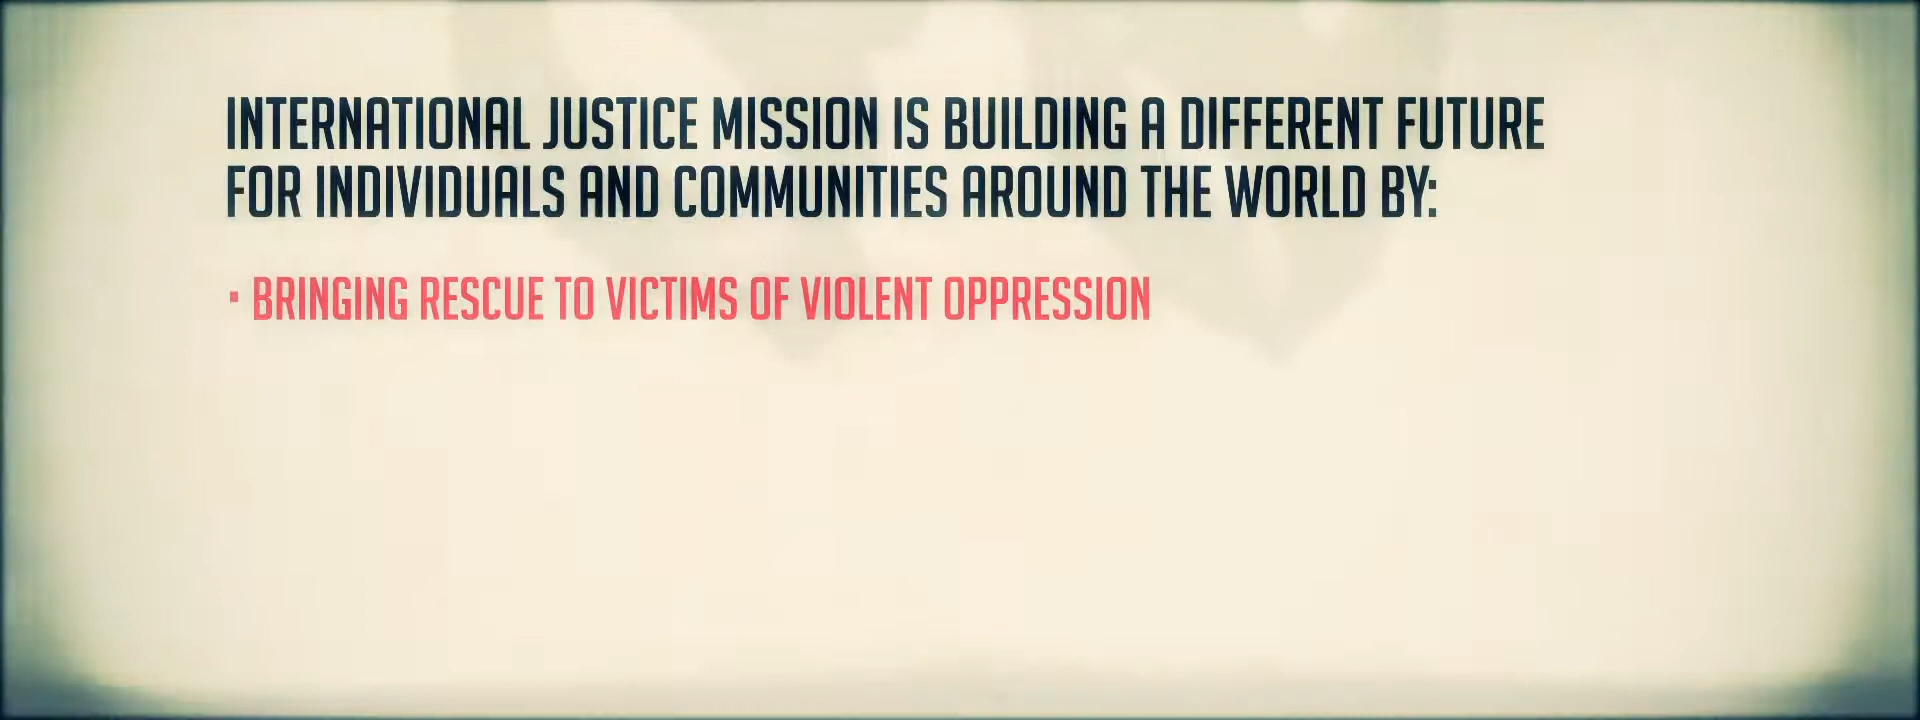 INTERNATIONAL JUSTICE MISSION IS BUILDING A DIFFERENT FUTURE
FOR INDIVIDUALS AND COMMUNITIES AROUND THE WORLD BY:
· BRINGING RESCUE TO VICTIMS OF VIOLENT OPPRESSION